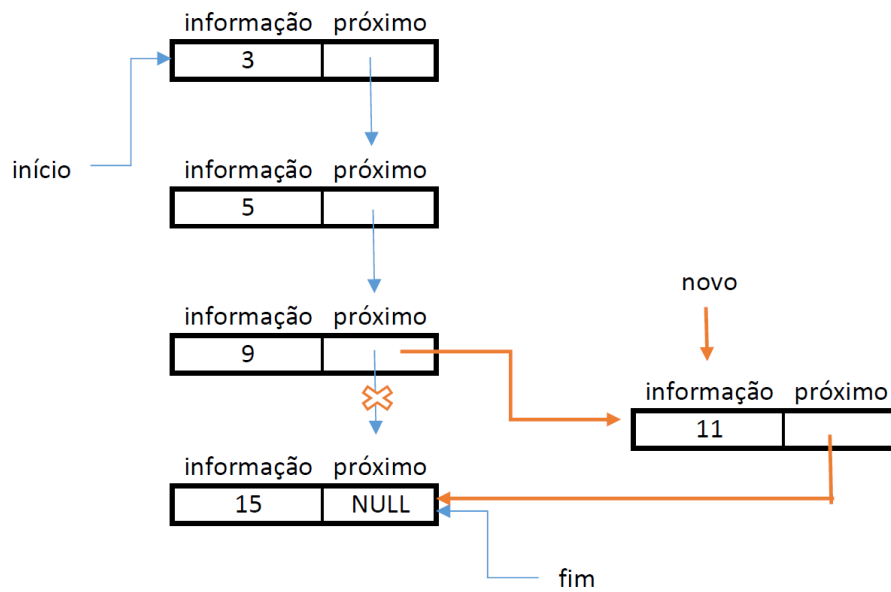 informação próximo
3
início
informação próximo
5
novo
informação próximo
9
informação próximo
11
informação próximo
15 NULL
fim